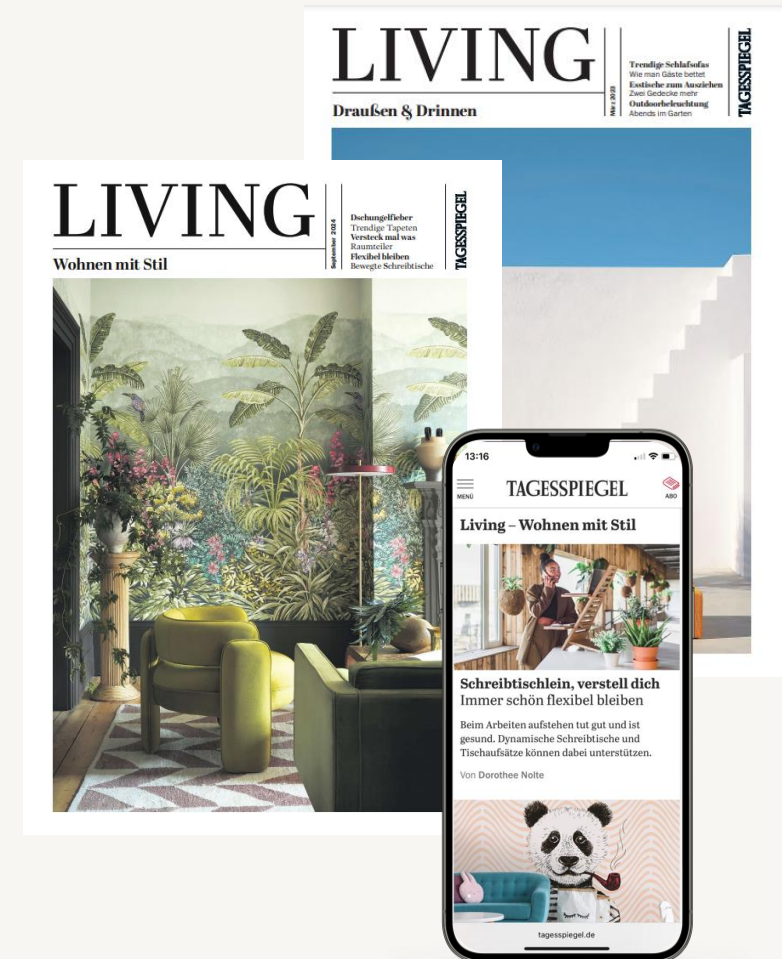 LIVING
Draußen & Drinnen
März 2023
Trendige Schlafsofas
Wie man Gäste bettet
Esstische zum Ausziehen
Zwei Gedecke mehr
Outdoorbeleuchtung
Abends im Garten
TAGESSPIEGEL
LIVING
Wohnen mit Stil
September 2024
Dschungelfieber
Trendige Tapeten
Versteck mal was
Raumteiler
Flexibel bleiben
Bewegte Schreibtische
TAGESSPIEGEL
13:16
MENÜ
TAGESSPIEGEL
ABO
Living – Wohnen mit Stil
Schreibtischlein, verstell dich
Immer schön flexibel bleiben
Beim Arbeiten aufstehen tut gut und ist
gesund. Dynamische Schreibtische und
Tischaufsätze können dabei unterstützen.
Von Dorothee Nolte
tagesspiegel.de